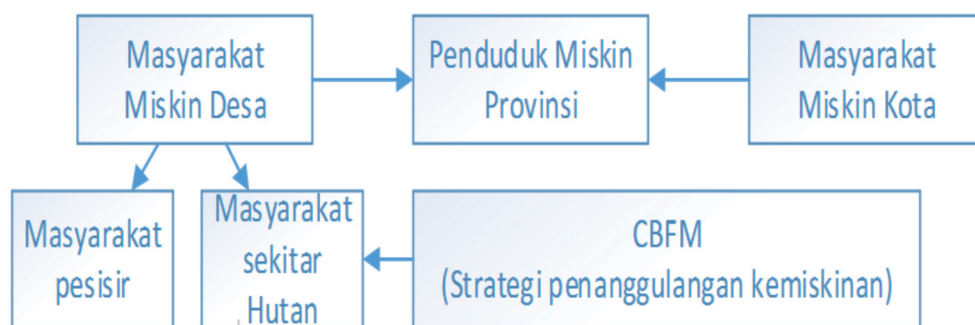 Masyarakat
Miskin Desa
Penduduk Miskin
Provinsi
Masyarakat
Miskin Kota
Masyarakat
pesisir
Masyarakat
sekitar
Hutan
CBFM
(Strategi penanggulangan kemiskinan)